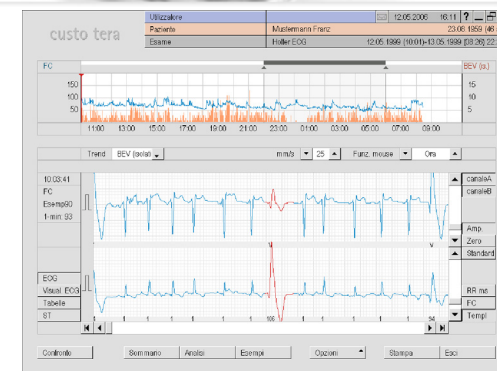 custo tera
Utilizzatore 12.05.2006 16:11 ?
Paziente Mustermann Franz 23.06.1959 (46
Esame Holter ECG 12.05.1999 (10:01)-13.05.1999 (08:26) 22:
FC BEV (is.)
150 15
100 10
50 5
11:00 13:00 15:00 17:00 19:00 21:00 23:00 01:00 03:00 05:00 07:00 09:00
Trend BEV (isolati mm/s 25 Funz. mouse Ora
10:03:41 canaleA
FC canaleB
Esemp90
1-min: 93
Amp.
V V Zero
Standard
ECG
Visual. ECG RR ms
Tabelle FC
ST Templ
Confronto Sommario Analisi Esempi Opzioni Stampa Esci